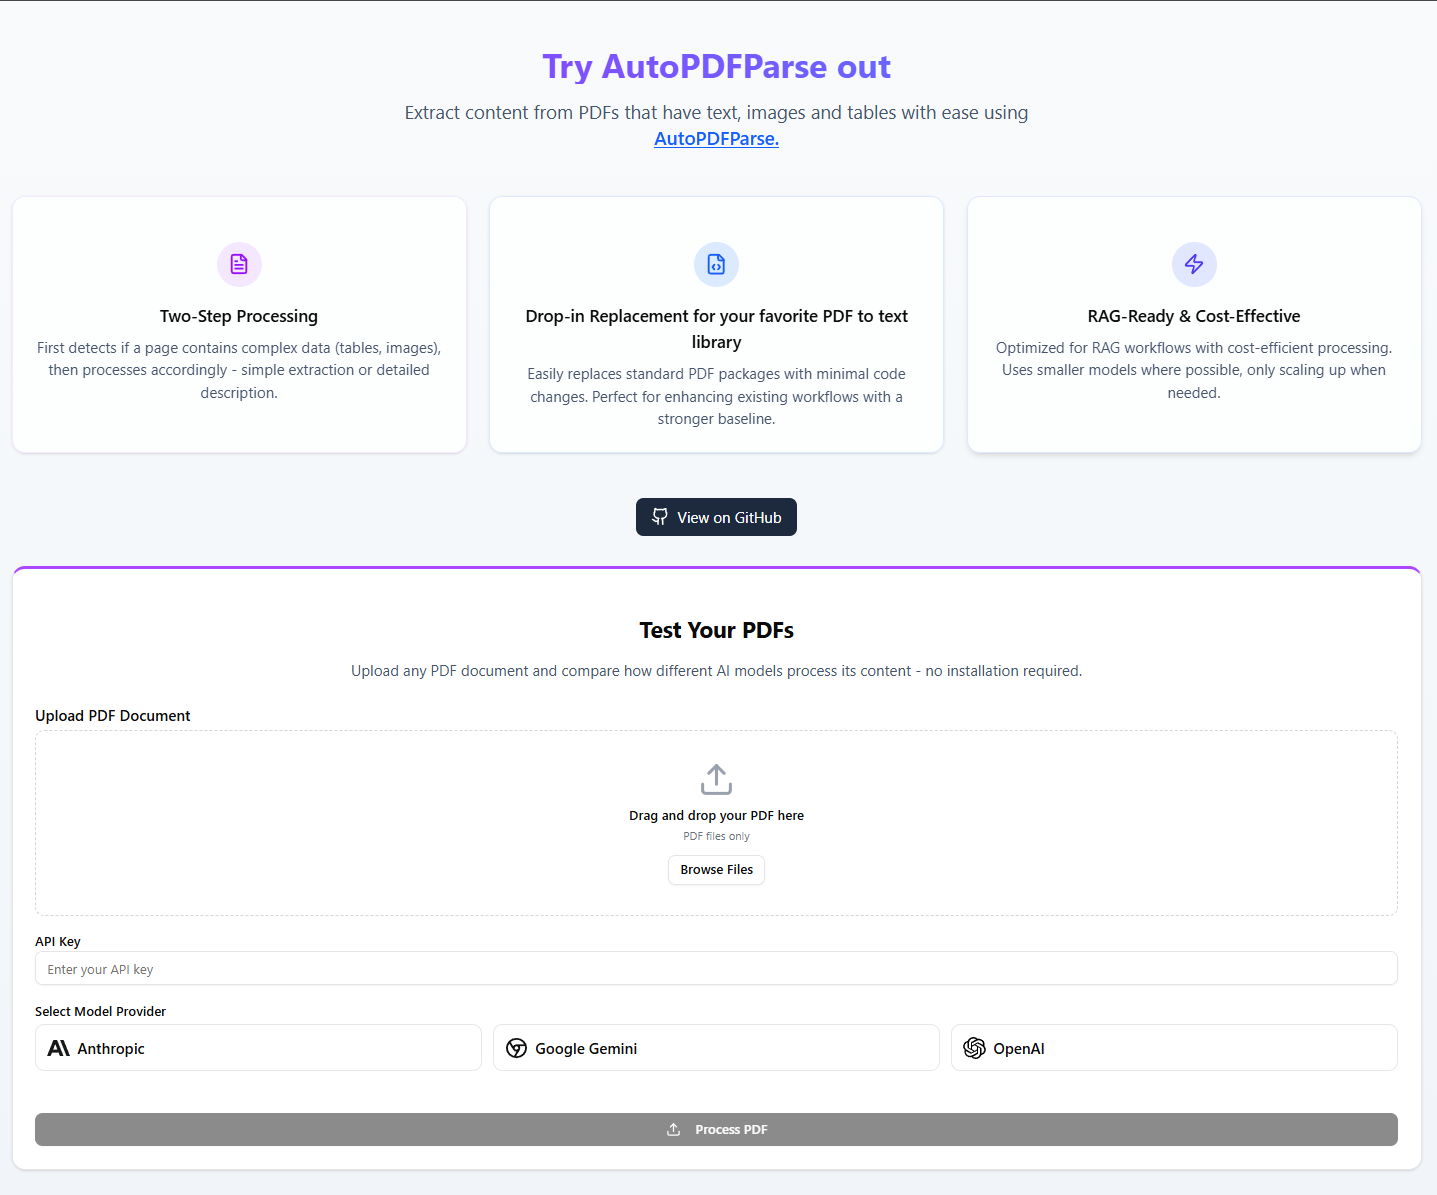 Try AutoPDFParse out
Extract content from PDFs that have text, images and tables with ease using
AutoPDFParse.
Two-Step Processing
First detects if a page contains complex data (tables, images),
then processes accordingly - simple extraction or detailed
description.
Drop-in Replacement for your favorite PDF to text
library
Easily replaces standard PDF packages with minimal code
changes. Perfect for enhancing existing workflows with a
stronger baseline.
RAG-Ready & Cost-Effective
Optimized for RAG workflows with cost-efficient processing.
Uses smaller models where possible, only scaling up when
needed.
View on GitHub
Test Your PDFs
Upload any PDF document and compare how different AI models process its content - no installation required.
Upload PDF Document
Drag and drop your PDF here
PDF files only
Browse Files
API Key
Enter your API key
Select Model Provider
Anthropic
Google Gemini
OpenAI
Process PDF